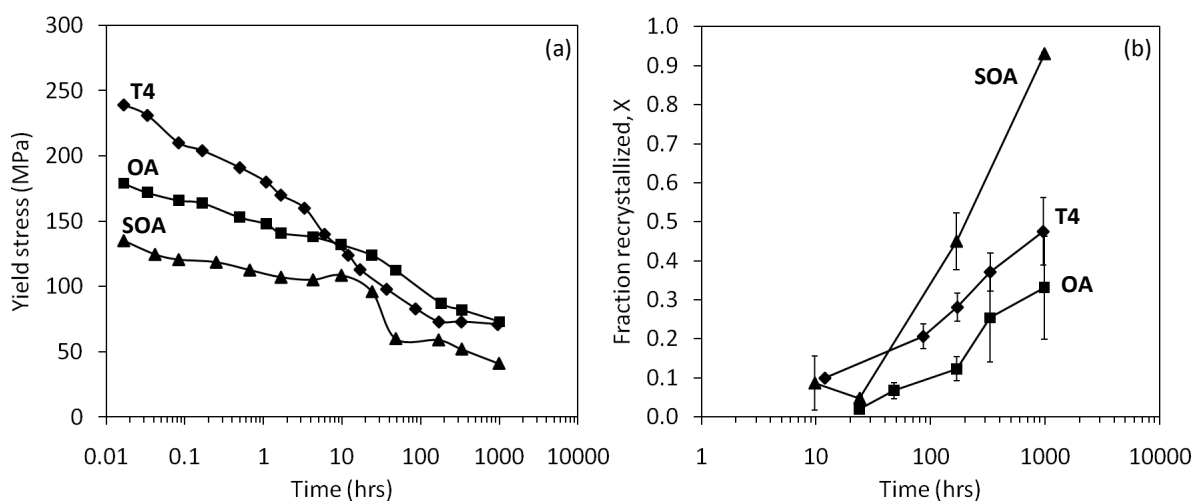 300
250
200
150
100
50
0
Yield stress (MPa)
(a)
T4
OA
SOA
0.01 0.1 1 10 100 1000 10000
Time (hrs)
1.0
0.9
0.8
0.7
0.6
0.5
0.4
0.3
0.2
0.1
0.0
Fraction recrystallized, X
(b)
SOA
T4
OA
1 10 100 1000 10000
Time (hrs)